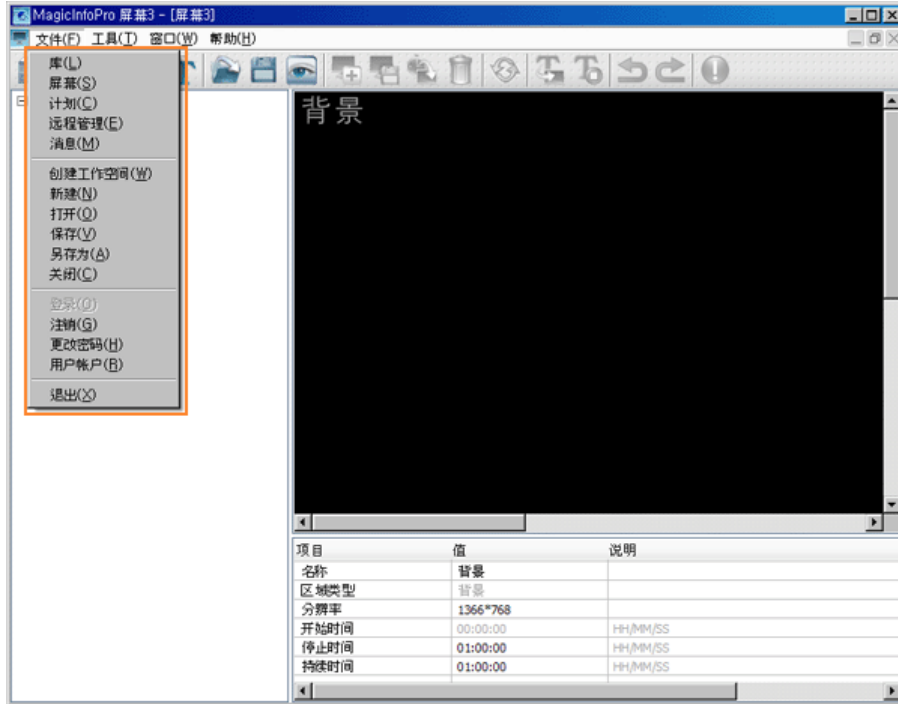 MagicInfoPro 屏幕3 - [屏幕3]
文件(F) 工具(T) 窗口(W) 帮助(H)
库(L)
屏幕(S)
计划(C)
远程管理(E)
消息(M)
创建工作空间(W)
新建(N)
打开(O)
保存(V)
另存为(A)
关闭(C)
登录(O)
注销(G)
更改密码(H)
用户帐户(B)
退出(X)
背景
项目 值 说明
名称 背景
区域类型 背景
分辨率 1366*768
开始时间 00:00:00 HH/MM/SS
停止时间 01:00:00 HH/MM/SS
持续时间 01:00:00 HH/MM/SS